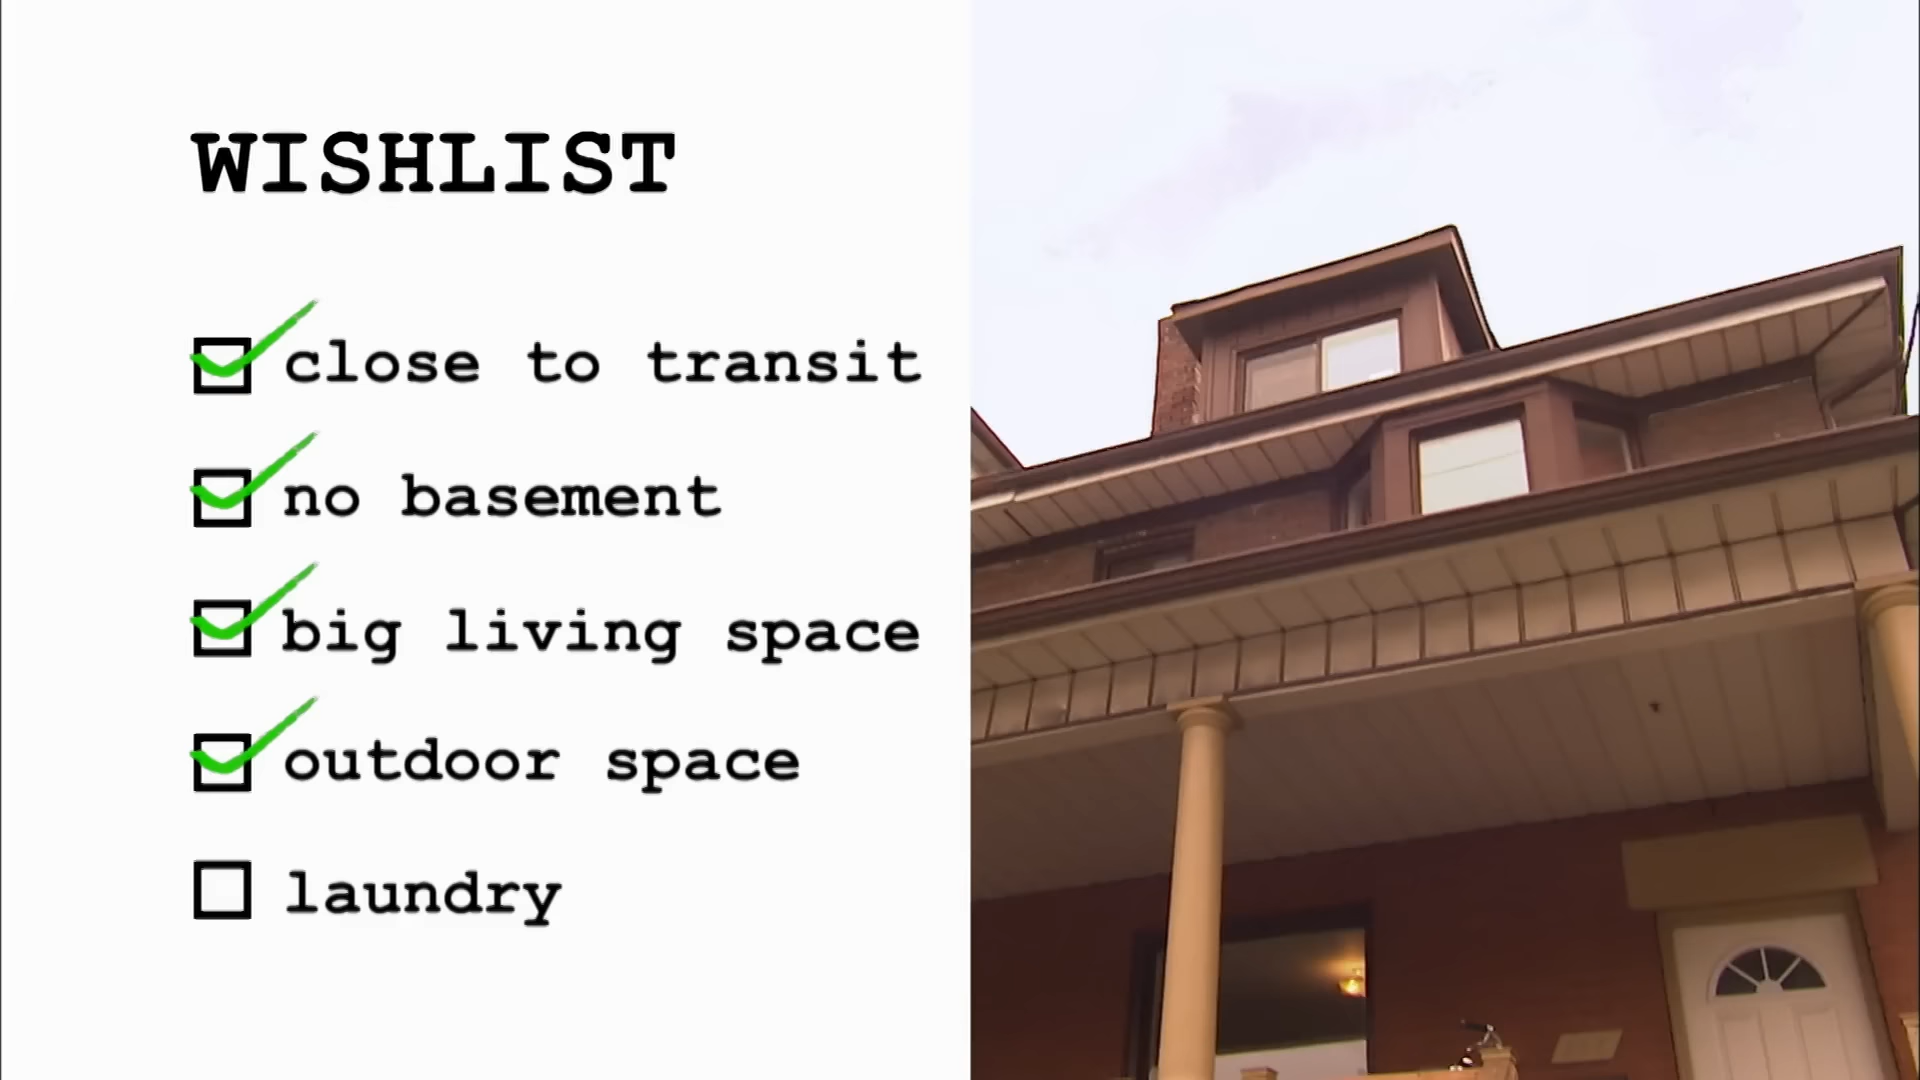 WISHLIST
close to transit
no basement
big living space
outdoor space
laundry